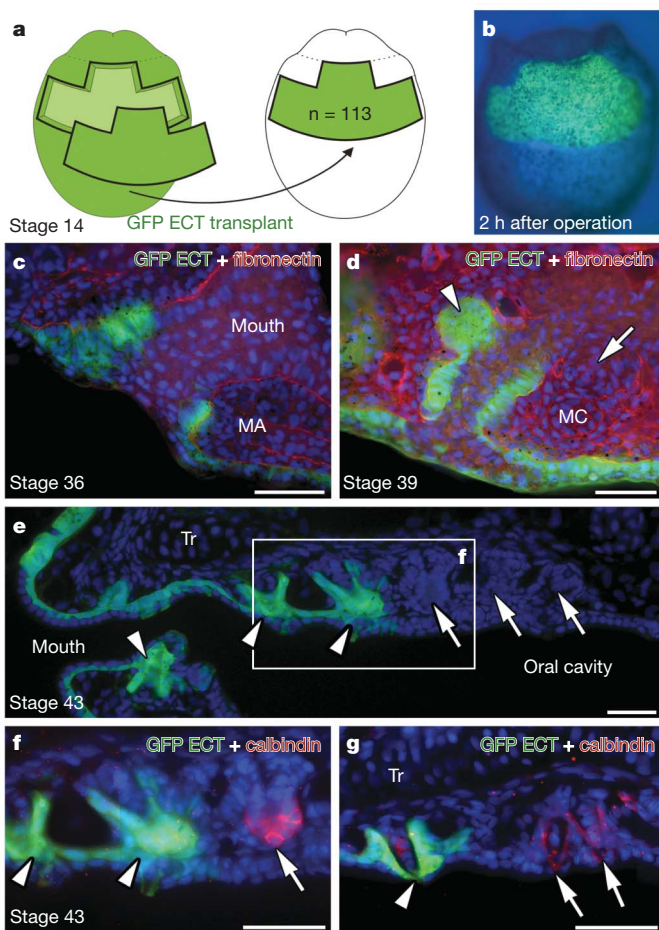 a
n = 113
Stage 14
GFP ECT transplant
b
2 h after operation
c
GFP ECT + fibronectin
Mouth
MA
Stage 36
d
GFP ECT + fibronectin
MC
Stage 39
e
Tr
f
Mouth
Oral cavity
Stage 43
f
GFP ECT + calbindin
Stage 43
g
GFP ECT + calbindin
Tr